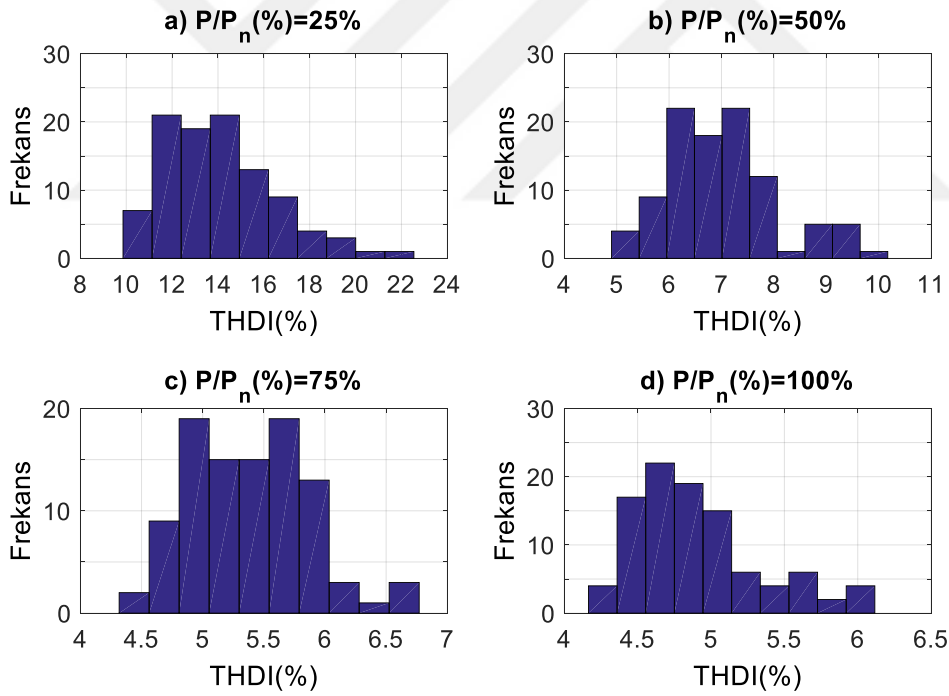 a) P/Pn(%)=25%
30
20
10
0
Frekans
8 10 12 14 16 18 20 22 24
THDI(%)
b) P/Pn(%)=50%
30
20
10
0
Frekans
4 5 6 7 8 9 10 11
THDI(%)
c) P/Pn(%)=75%
20
10
0
Frekans
4 4.5 5 5.5 6 6.5 7
THDI(%)
d) P/Pn(%)=100%
30
20
10
0
Frekans
4 4.5 5 5.5 6 6.5
THDI(%)